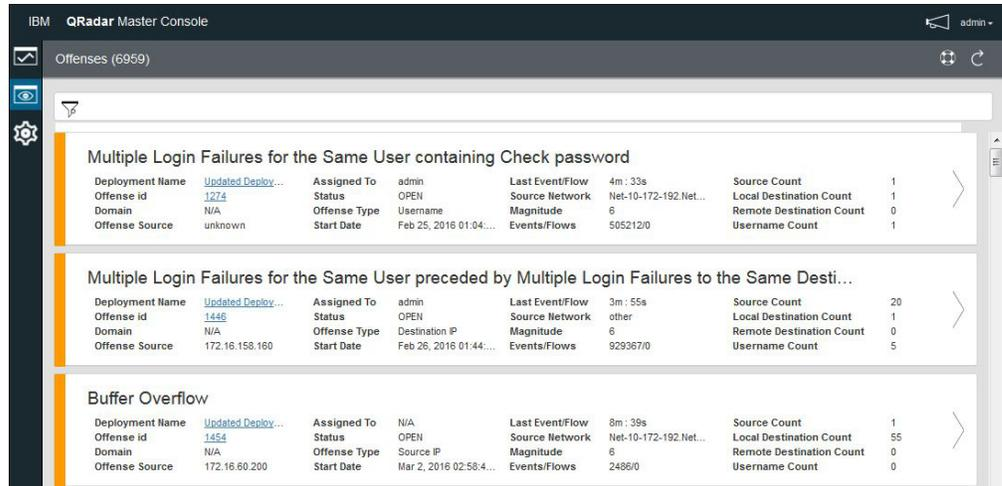 IBM QRadar Master Console admin
Offenses (6959)
Multiple Login Failures for the Same User containing Check password
Deployment Name Updated Deploy... Assigned To admin Last Event/Flow 4m : 33s Source Count 1
Offense id 1274 Status OPEN Source Network Net-10-172-192.Net... Local Destination Count 1
Domain N/A Offense Type Username Magnitude 6 Remote Destination Count 0
Offense Source unknown Start Date Feb 25, 2016 01:04:... Events/Flows 505212/0 Username Count 1
Multiple Login Failures for the Same User preceded by Multiple Login Failures to the Same Desti...
Deployment Name Updated Deploy... Assigned To admin Last Event/Flow 3m : 55s Source Count 20
Offense id 1446 Status OPEN Source Network other Local Destination Count 1
Domain N/A Offense Type Destination IP Magnitude 6 Remote Destination Count 0
Offense Source 172.16.158.160 Start Date Feb 26, 2016 01:44:... Events/Flows 929367/0 Username Count 5
Buffer Overflow
Deployment Name Updated Deploy... Assigned To N/A Last Event/Flow 8m : 39s Source Count 1
Offense id 1454 Status OPEN Source Network Net-10-172-192.Net... Local Destination Count 55
Domain N/A Offense Type Source IP Magnitude 6 Remote Destination Count 0
Offense Source 172.16.60.200 Start Date Mar 2, 2016 02:58:4... Events/Flows 2486/0 Username Count 0